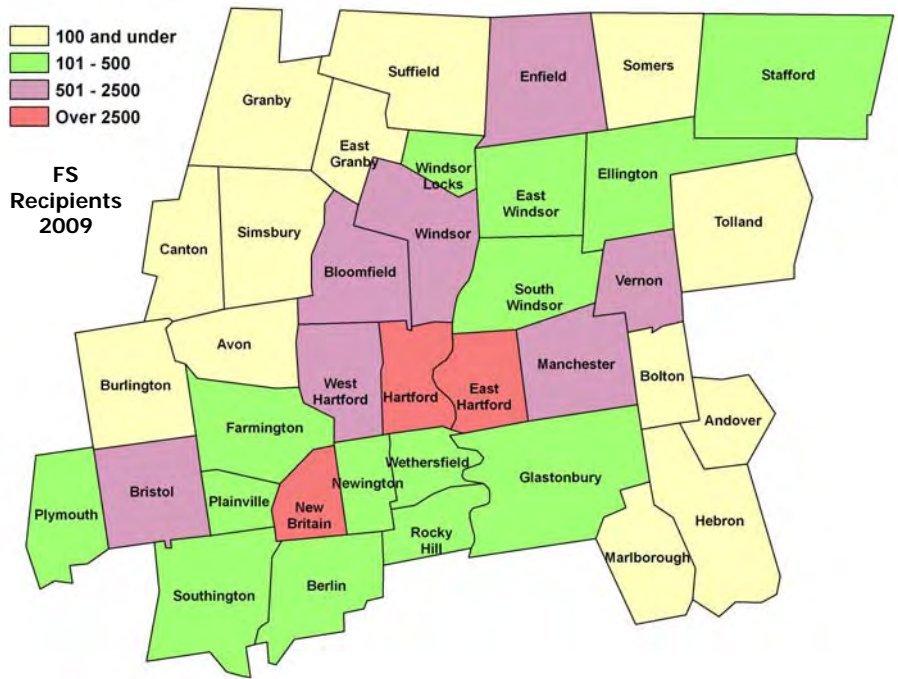 100 and under
101 - 500
501 - 2500
Over 2500
FS
Recipients
2009
Granby
Suffield
Enfield
Somers
Stafford
East
Granby
Windsor
Locks
East
Windsor
Ellington
Tolland
Canton
Simsbury
Bloomfield
Windsor
South
Windsor
Vernon
Burlington
Avon
West
Hartford
Hartford
East
Hartford
Manchester
Bolton
Andover
Farmington
Plymouth
Bristol
Plainville
New
Britain
Newington
Wethersfield
Rocky
Hill
Glastonbury
Hebron
Marlborough
Southington
Berlin